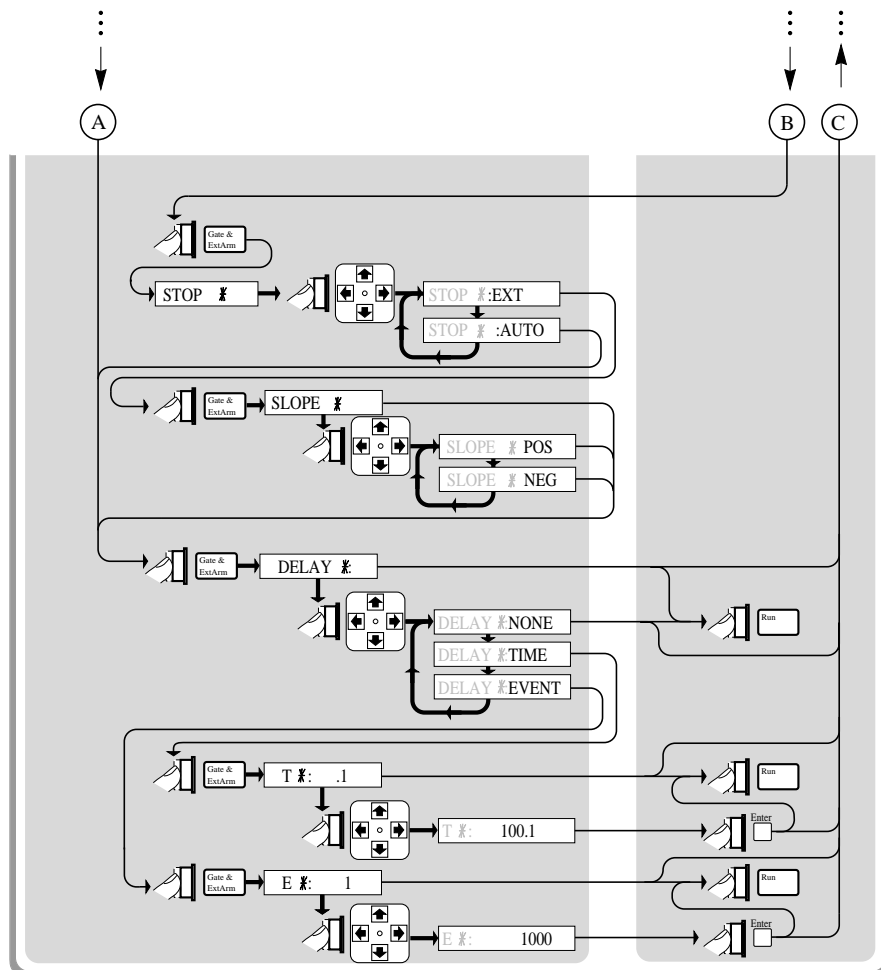 A
B
C
Gate &
ExtArm
STOP ⁎
STOP ⁎:EXT
STOP ⁎ :AUTO
Gate &
ExtArm
SLOPE ⁎
SLOPE ⁎ POS
SLOPE ⁎ NEG
Gate &
ExtArm
DELAY ⁎:
Run
DELAY ⁎:NONE
DELAY ⁎:TIME
DELAY ⁎:EVENT
Gate &
ExtArm
T ⁎: .1
Run
T ⁎: 100.1
Enter
Gate &
ExtArm
E ⁎: 1
Run
E ⁎: 1000
Enter